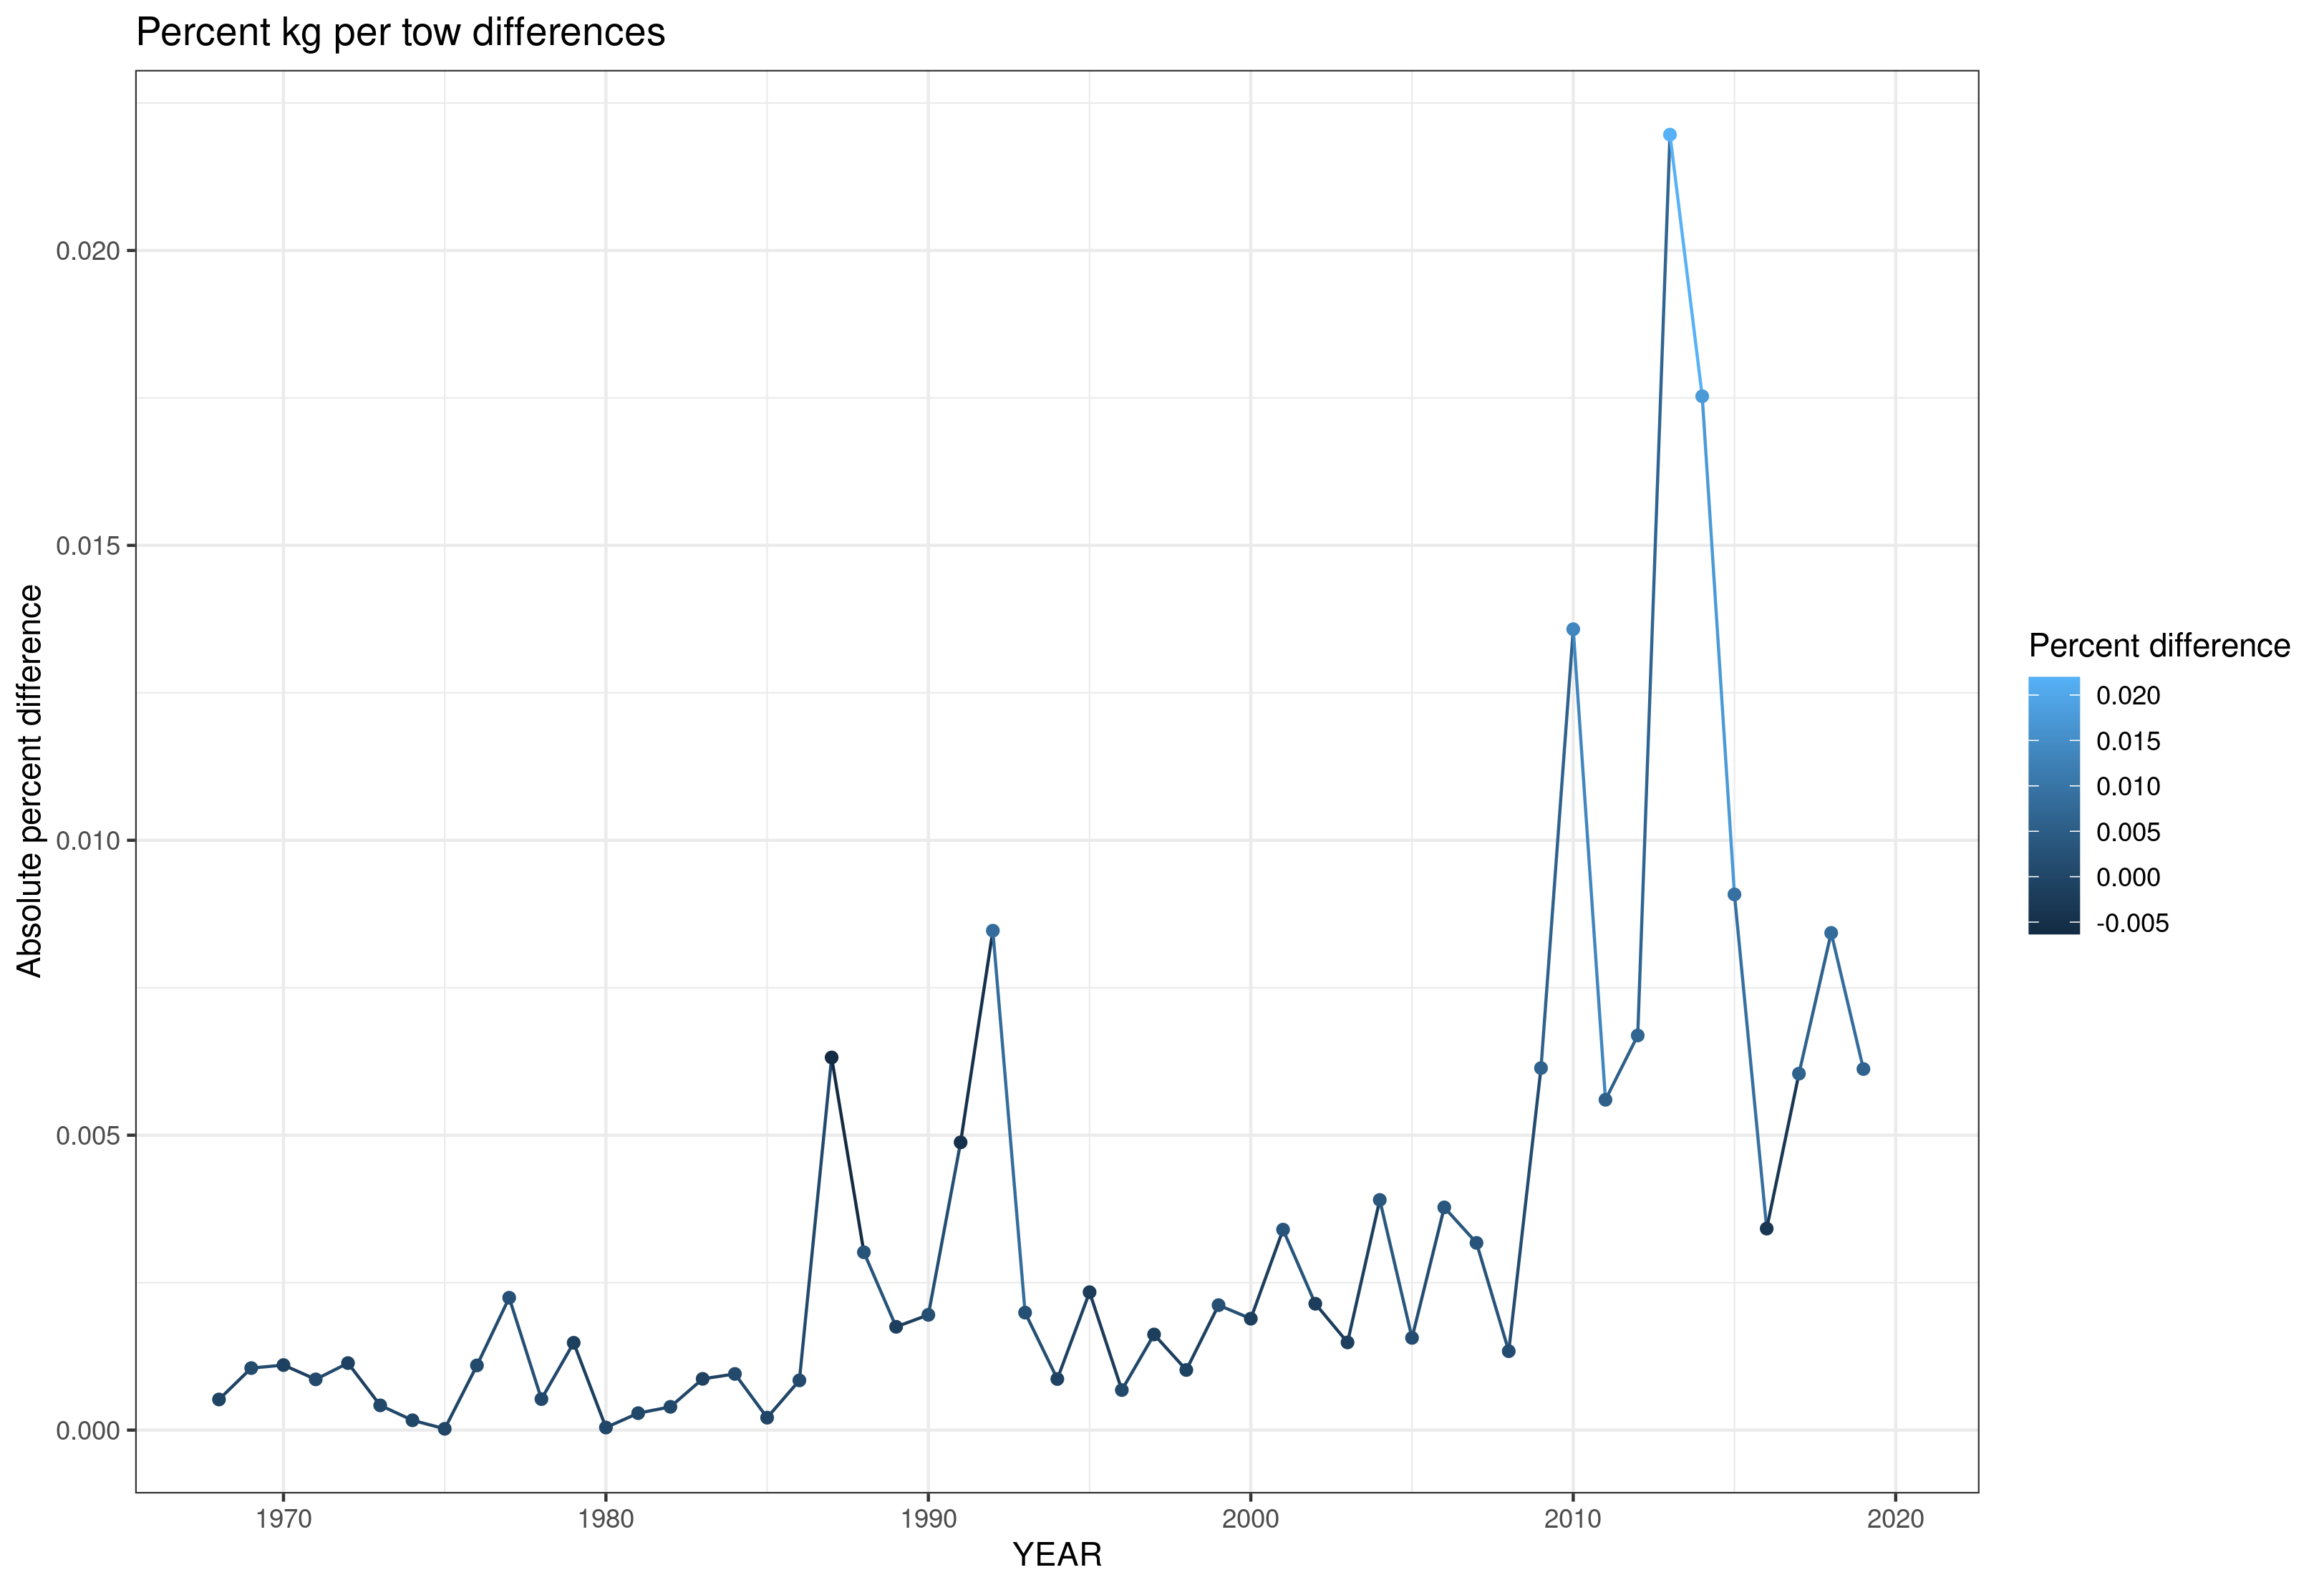 Percent kg per tow differences
Absolute percent difference
0.020
0.015
0.010
0.005
0.000
1970 1980 1990 2000 2010 2020
YEAR
Percent difference
0.020
0.015
0.010
0.005
0.000
-0.005